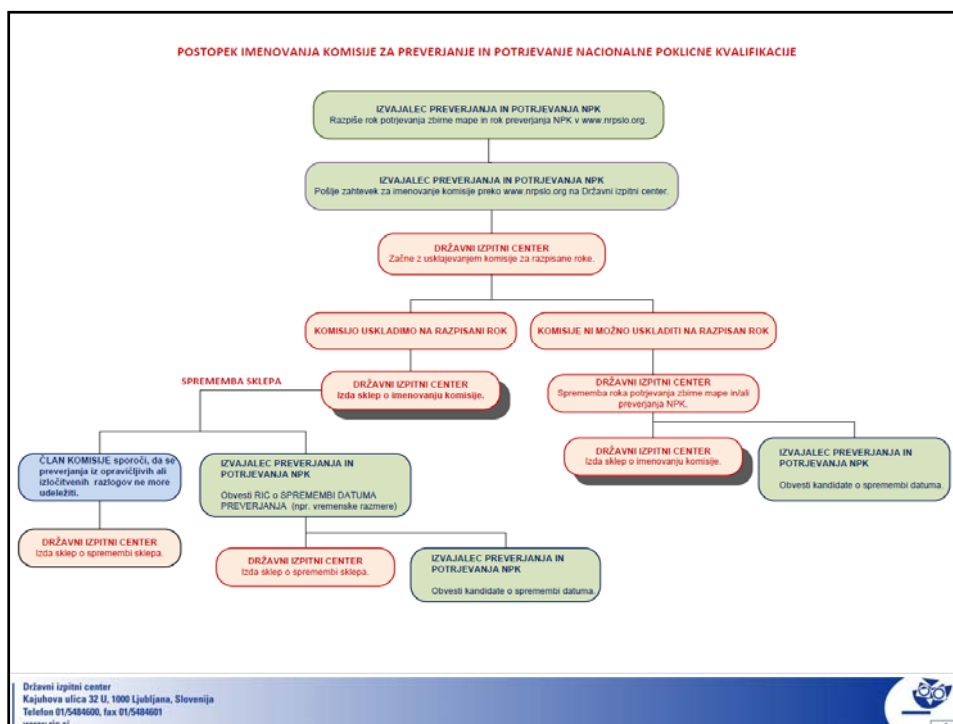 POSTOPEK IMENOVANJA KOMISIJE ZA PREVERJANJE IN POTRJEVANJE NACIONALNE POKLICNE KVALIFIKACIJE
IZVAJALEC PREVERJANJA IN POTRJEVANJA NPK
Razpiše rok potrjevanja zbirne mape in rok preverjanja NPK v www.nrpslo.org.
IZVAJALEC PREVERJANJA IN POTRJEVANJA NPK
Pošlje zahtevek za imenovanje komisije preko www.nrpslo.org na Državni izpitni center.
DRŽAVNI IZPITNI CENTER
Začne z usklajevanjem komisije za razpisane roke.
KOMISIJO USKLADIMO NA RAZPISANI ROK
KOMISIJE NI MOŽNO USKLADITI NA RAZPISAN ROK
SPREMEMBA SKLEPA
DRŽAVNI IZPITNI CENTER
Izda sklep o imenovanju komisije.
DRŽAVNI IZPITNI CENTER
Sprememba roka potrjevanja zbirne mape in/ali
preverjanja NPK.
ČLAN KOMISIJE sporoči, da se
preverjanja iz opravičljivih ali
izločitvenih razlogov ne more
udeležiti.
IZVAJALEC PREVERJANJA IN
POTRJEVANJA NPK
Obvesti RIC o SPREMEMBI DATUMA
PREVERJANJA (npr. vremenske razmere)
DRŽAVNI IZPITNI CENTER
Izda sklep o imenovanju komisije.
IZVAJALEC PREVERJANJA IN
POTRJEVANJA NPK
Obvesti kandidate o spremembi datuma.
DRŽAVNI IZPITNI CENTER
Izda sklep o spremembi sklepa.
DRŽAVNI IZPITNI CENTER
Izda sklep o spremembi sklepa.
IZVAJALEC PREVERJANJA IN
POTRJEVANJA NPK
Obvesti kandidate o spremembi datuma.
Državni izpitni center
Kajuhova ulica 32 U, 1000 Ljubljana, Slovenija
Telefon 01/5484600, fax 01/5484601
www.ric.si